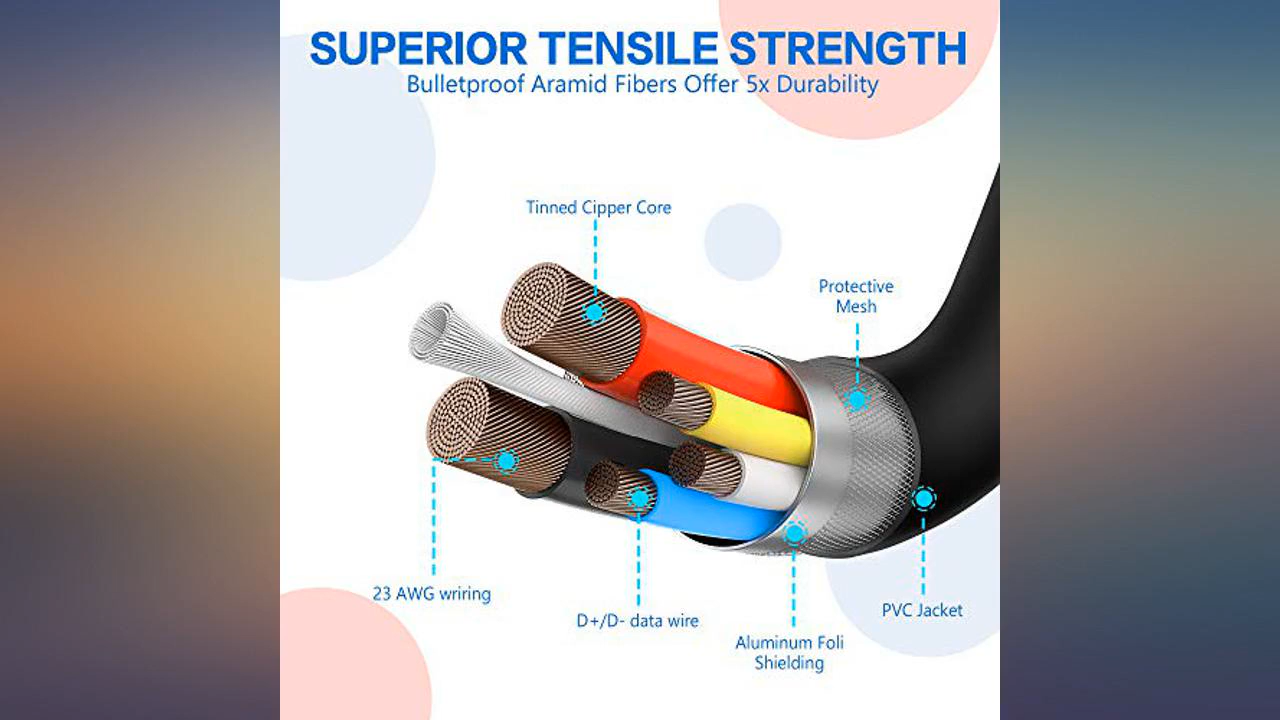 SUPERIOR TENSILE STRENGTH
Bulletproof Aramid Fibers Offer 5x Durability
Tinned Cipper Core
Protective
Mesh
23 AWG wriring
D+/D- data wire
Aluminum Foli
Shielding
PVC Jacket